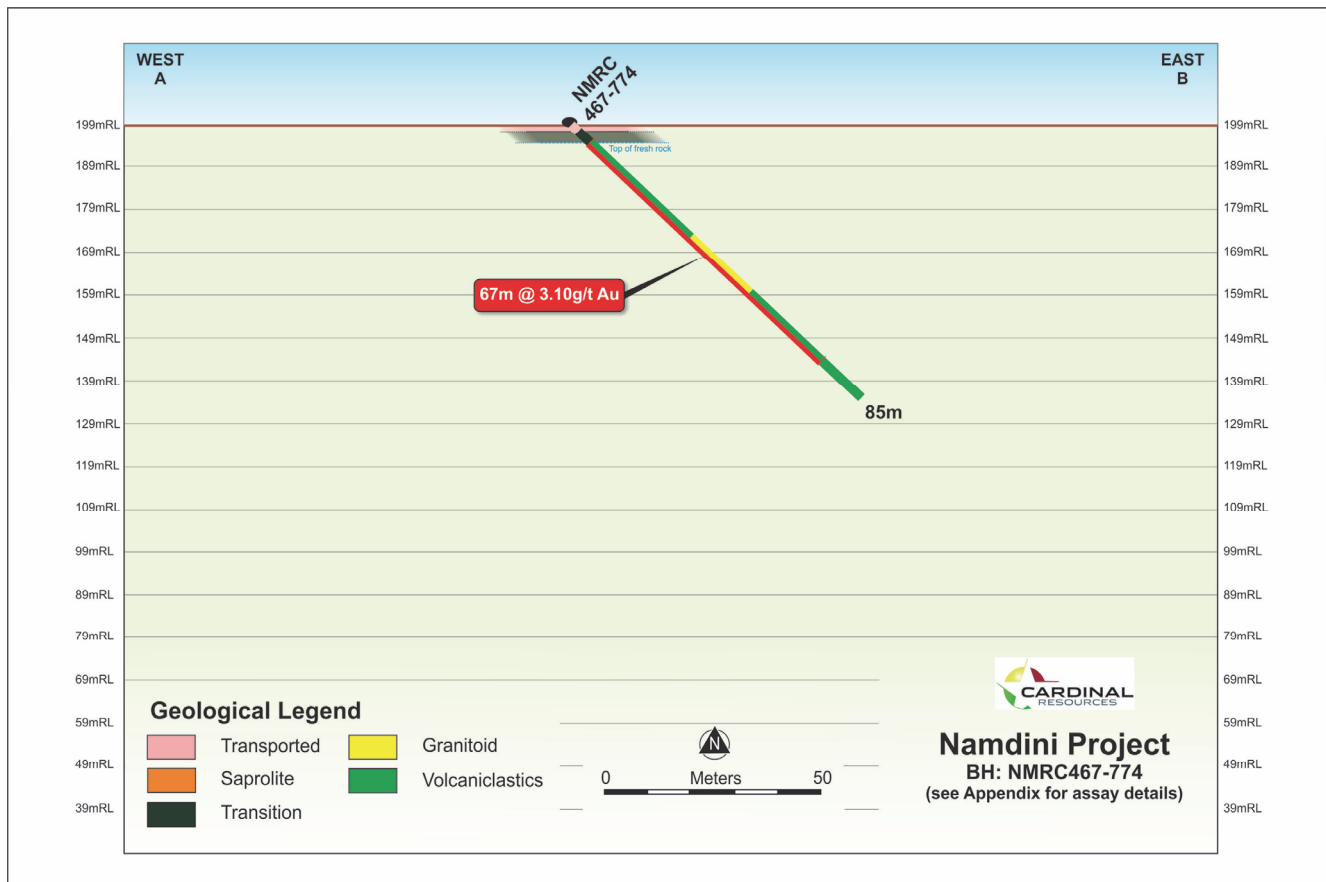 WEST
A
EAST
B
NMRC
467-774
199mRL
199mRL
Top of fresh rock
189mRL
189mRL
179mRL
179mRL
169mRL
169mRL
67m @ 3.10g/t Au
159mRL
159mRL
149mRL
149mRL
139mRL
139mRL
85m
129mRL
129mRL
119mRL
119mRL
109mRL
109mRL
99mRL
99mRL
89mRL
89mRL
79mRL
79mRL
69mRL
69mRL
59mRL
59mRL
49mRL
49mRL
39mRL
39mRL
Geological Legend
Transported
Saprolite
Transition
Granitoid
Volcaniclastics
N
0 Meters 50
CARDINAL
RESOURCES
Namdini Project
BH: NMRC467-774
(see Appendix for assay details)